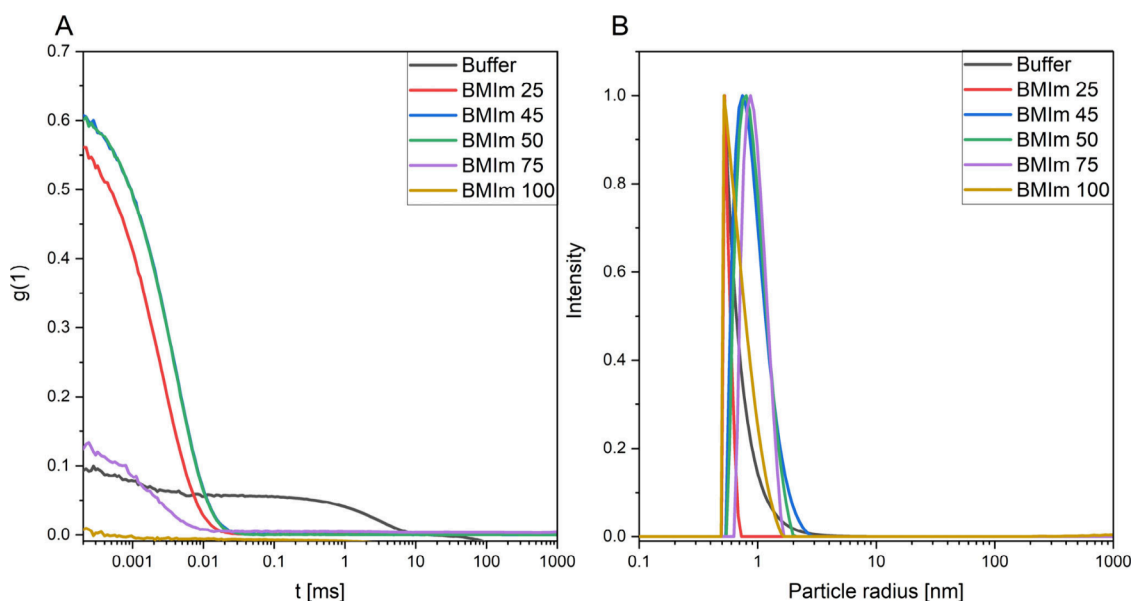 A
0.7
0.6
0.5
0.4
0.3
0.2
0.1
0.0
g(1)
0.001 0.01 0.1 1 10 100 1000
t [ms]
Buffer
BMIm 25
BMIm 45
BMIm 50
BMIm 75
BMIm 100
B
1.0
0.8
0.6
0.4
0.2
0.0
Intensity
0.1 1 10 100 1000
Particle radius [nm]
Buffer
BMIm 25
BMIm 45
BMIm 50
BMIm 75
BMIm 100